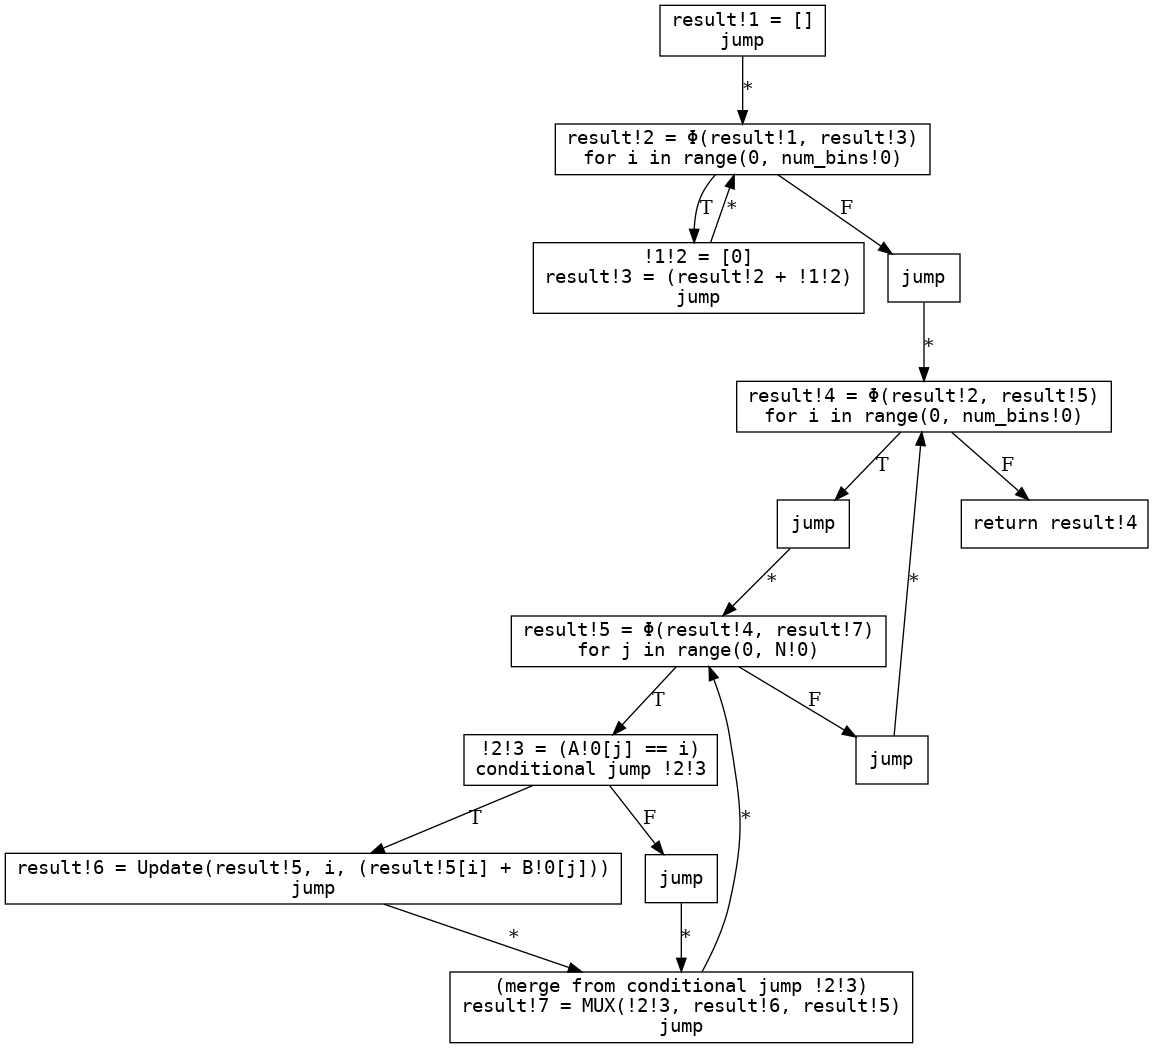 result!1 = []
jump
*
result!2 = Φ(result!1, result!3)
for i in range(0, num_bins!0)
T
*
F
!1!2 = [0]
result!3 = (result!2 + !1!2)
jump
jump
*
result!4 = Φ(result!2, result!5)
for i in range(0, num_bins!0)
T
F
jump
return result!4
*
*
result!5 = Φ(result!4, result!7)
for j in range(0, N!0)
T
F
!2!3 = (A!0[j] == i)
conditional jump !2!3
jump
T
F
*
result!6 = Update(result!5, i, (result!5[i] + B!0[j]))
jump
jump
*
*
(merge from conditional jump !2!3)
result!7 = MUX(!2!3, result!6, result!5)
jump